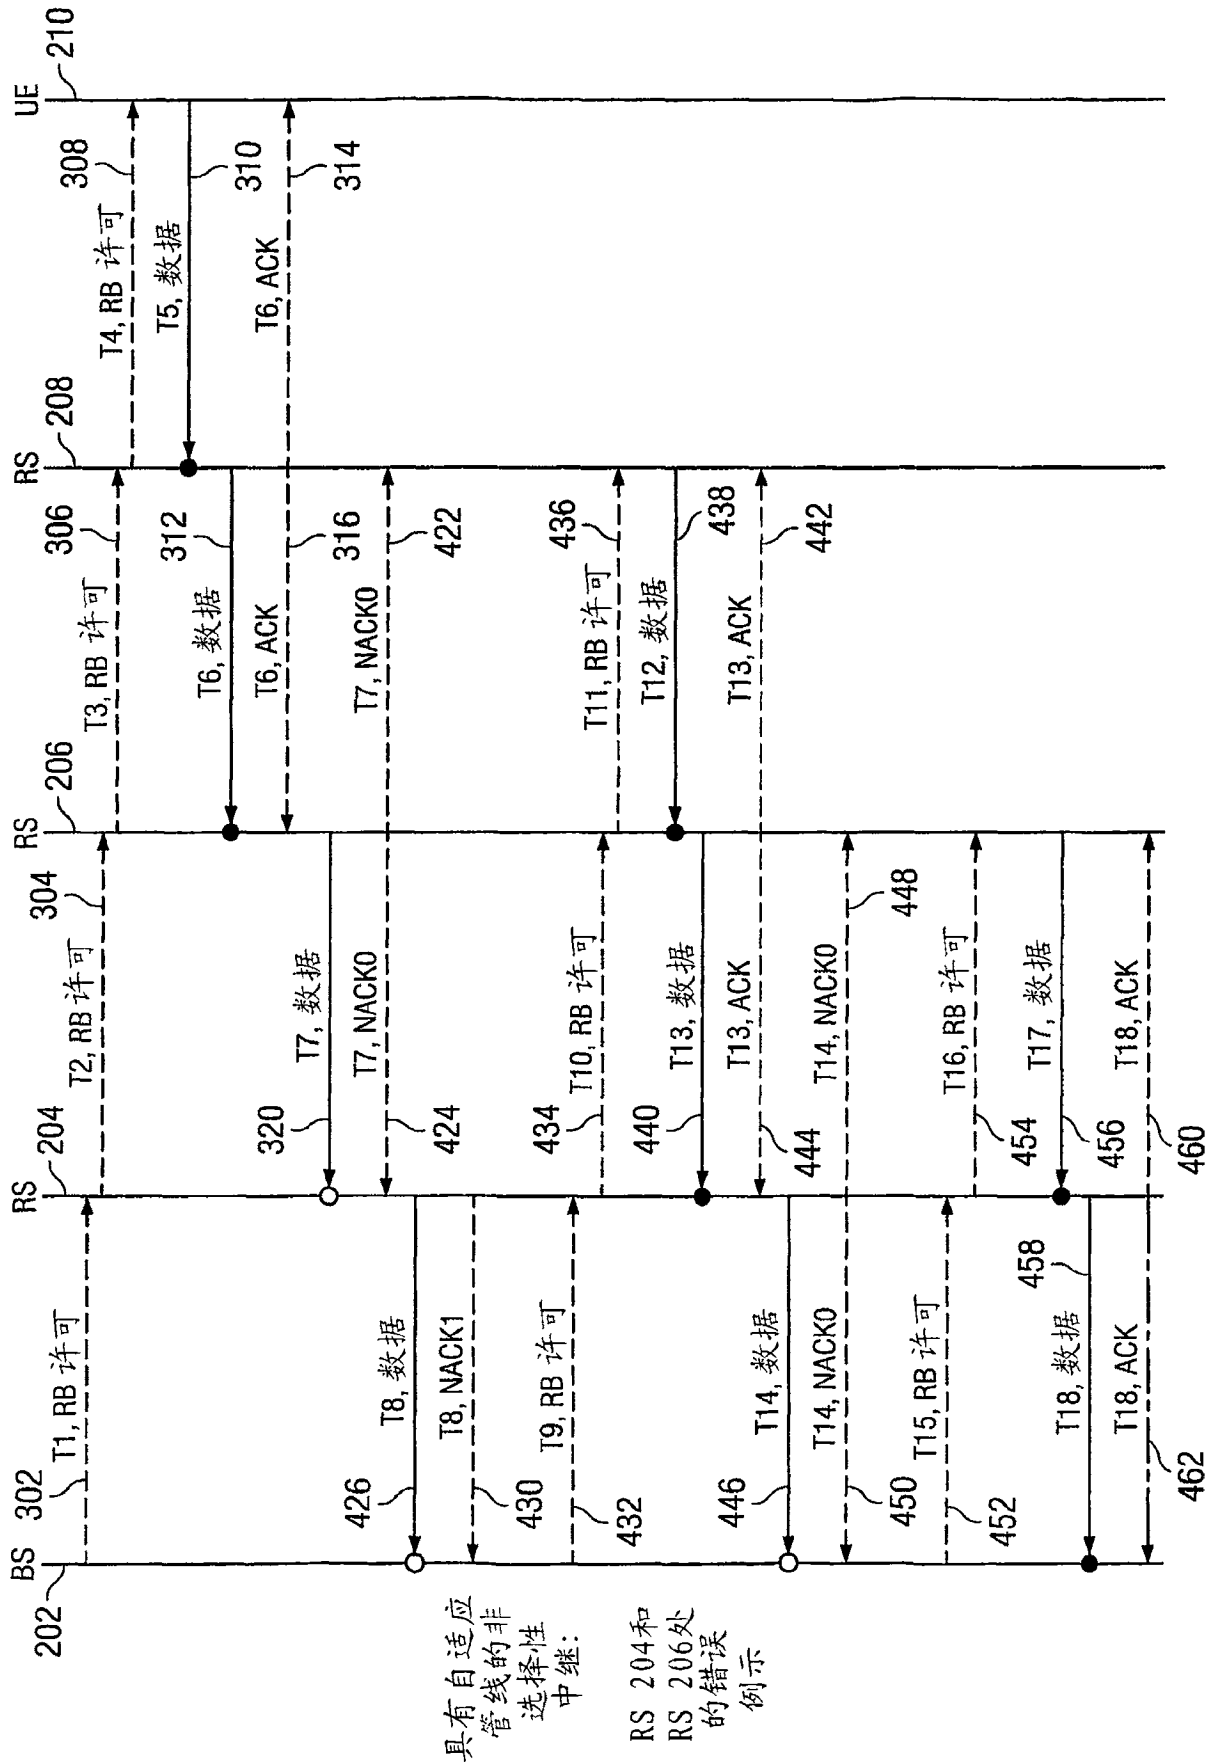 BS
202
RS
204
RS
206
RS
208
UE
210
302
T1, RB 许可
T2, RB 许可
304
T3, RB 许可
306
T4, RB 许可
308
T5, 数据
310
312
T6, 数据
T6, ACK
314
T6, ACK
316
320
T7, 数据
T7, NACK0
422
T7, NACK0
424
426
T8, 数据
T8, NACK1
430
T9, RB 许可
432
434
T10, RB 许可
T11, RB 许可
436
T12, 数据
438
440
T13, 数据
T13, ACK
442
T13, ACK
444
446
T14, 数据
T14, NACK0
448
T14, NACK0
450
T15, RB 许可
452
T16, RB 许可
454
T17, 数据
456
458
T18, 数据
T18, ACK
460
T18, ACK
462
具有自适应
管线的非
选择性
中继:
RS 204和
RS 206处
的错误
例示